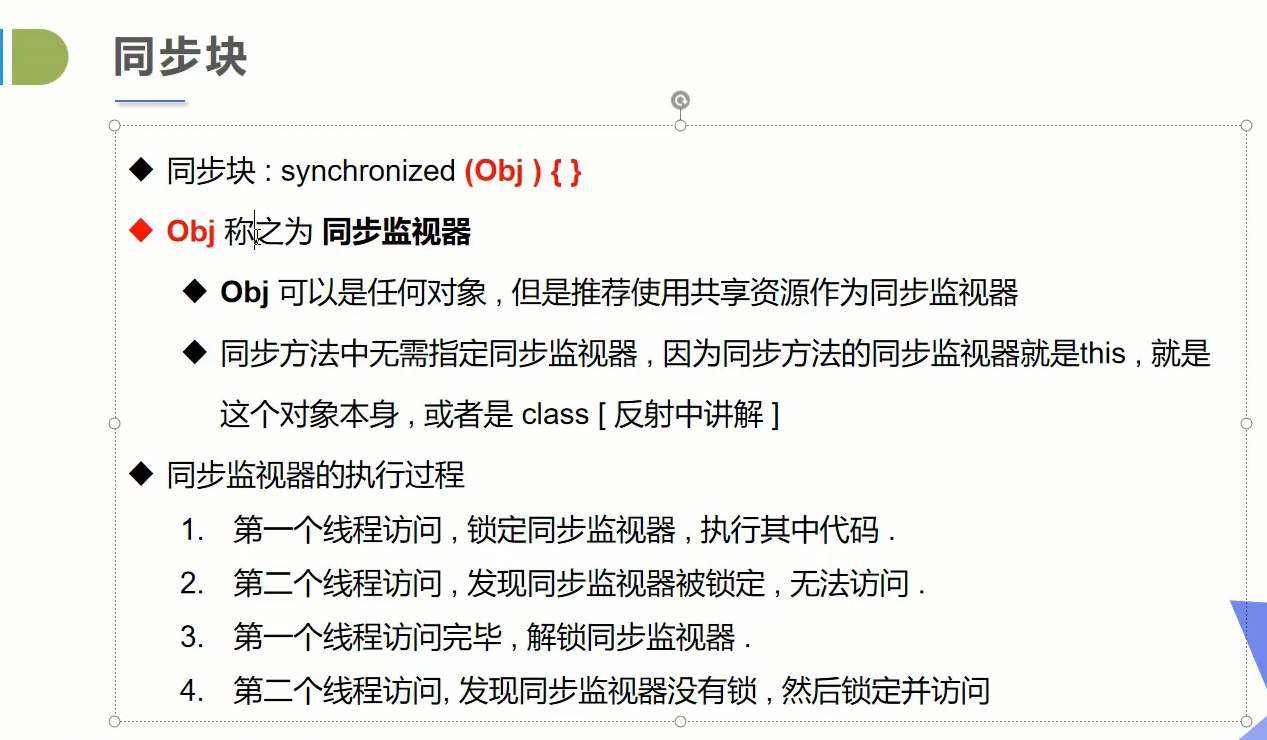 同步块
同步块 : synchronized (Obj ) { }
Obj 称之为 同步监视器
Obj 可以是任何对象 , 但是推荐使用共享资源作为同步监视器
同步方法中无需指定同步监视器 , 因为同步方法的同步监视器就是this , 就是
这个对象本身 , 或者是 class [ 反射中讲解 ]
同步监视器的执行过程
1. 第一个线程访问 , 锁定同步监视器 , 执行其中代码 .
2. 第二个线程访问 , 发现同步监视器被锁定 , 无法访问 .
3. 第一个线程访问完毕 , 解锁同步监视器 .
4. 第二个线程访问, 发现同步监视器没有锁 , 然后锁定并访问